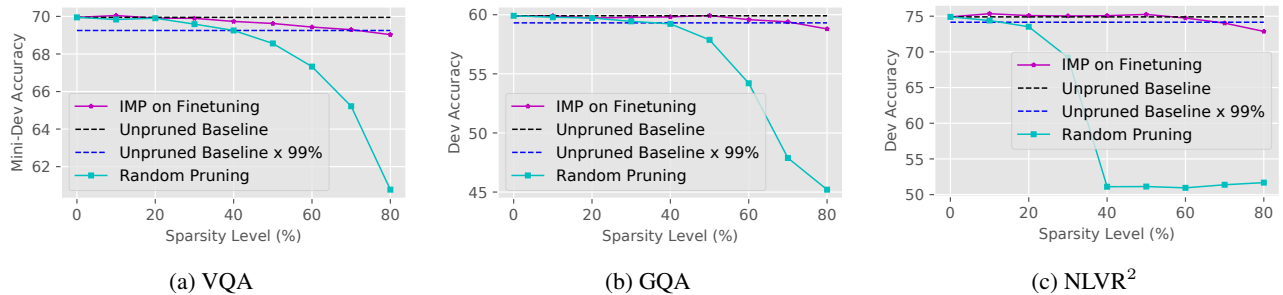 70
68
66
64
62
Mini-Dev Accuracy
IMP on Finetuning
Unpruned Baseline
Unpruned Baseline x 99%
Random Pruning
0 20 40 60 80
Sparsity Level (%)
(a) VQA
60
55
50
45
Dev Accuracy
IMP on Finetuning
Unpruned Baseline
Unpruned Baseline x 99%
Random Pruning
0 20 40 60 80
Sparsity Level (%)
(b) GQA
75
70
65
60
55
50
Dev Accuracy
IMP on Finetuning
Unpruned Baseline
Unpruned Baseline x 99%
Random Pruning
0 20 40 60 80
Sparsity Level (%)
(c) NLVR²